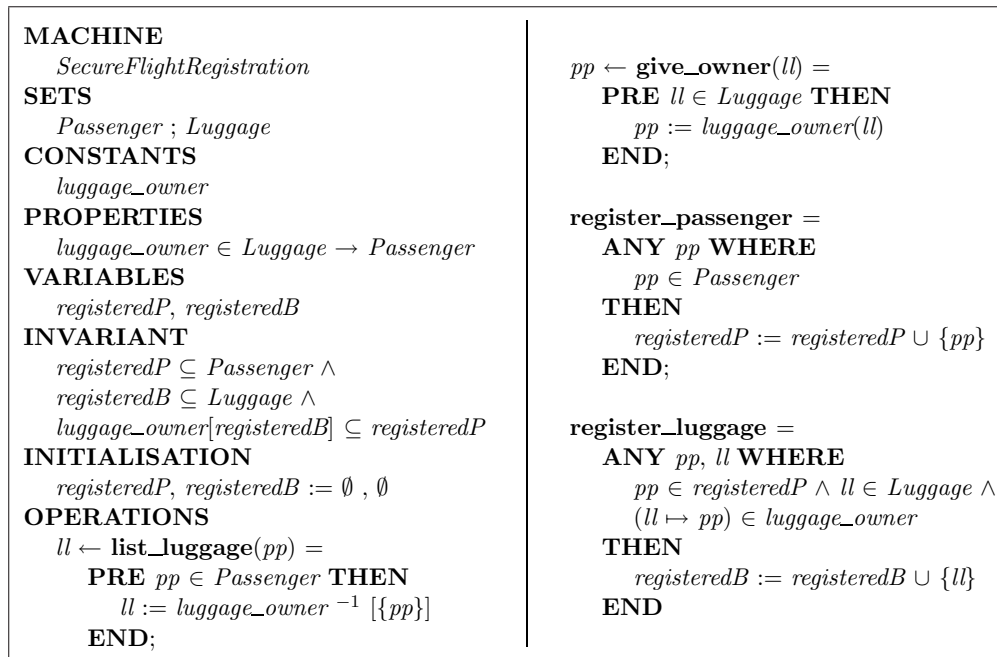 MACHINE
SecureFlightRegistration
SETS
Passenger ; Luggage
CONSTANTS
luggage_owner
PROPERTIES
luggage_owner ∈ Luggage → Passenger
VARIABLES
registeredP, registeredB
INVARIANT
registeredP ⊆ Passenger ∧
registeredB ⊆ Luggage ∧
luggage_owner[registeredB] ⊆ registeredP
INITIALISATION
registeredP, registeredB := ∅ , ∅
OPERATIONS
ll ← list_luggage(pp) =
PRE pp ∈ Passenger THEN
ll := luggage_owner ⁻¹ [{pp}]
END;
pp ← give_owner(ll) =
PRE ll ∈ Luggage THEN
pp := luggage_owner(ll)
END;
register_passenger =
ANY pp WHERE
pp ∈ Passenger
THEN
registeredP := registeredP ∪ {pp}
END;
register_luggage =
ANY pp, ll WHERE
pp ∈ registeredP ∧ ll ∈ Luggage ∧
(ll ↦ pp) ∈ luggage_owner
THEN
registeredB := registeredB ∪ {ll}
END